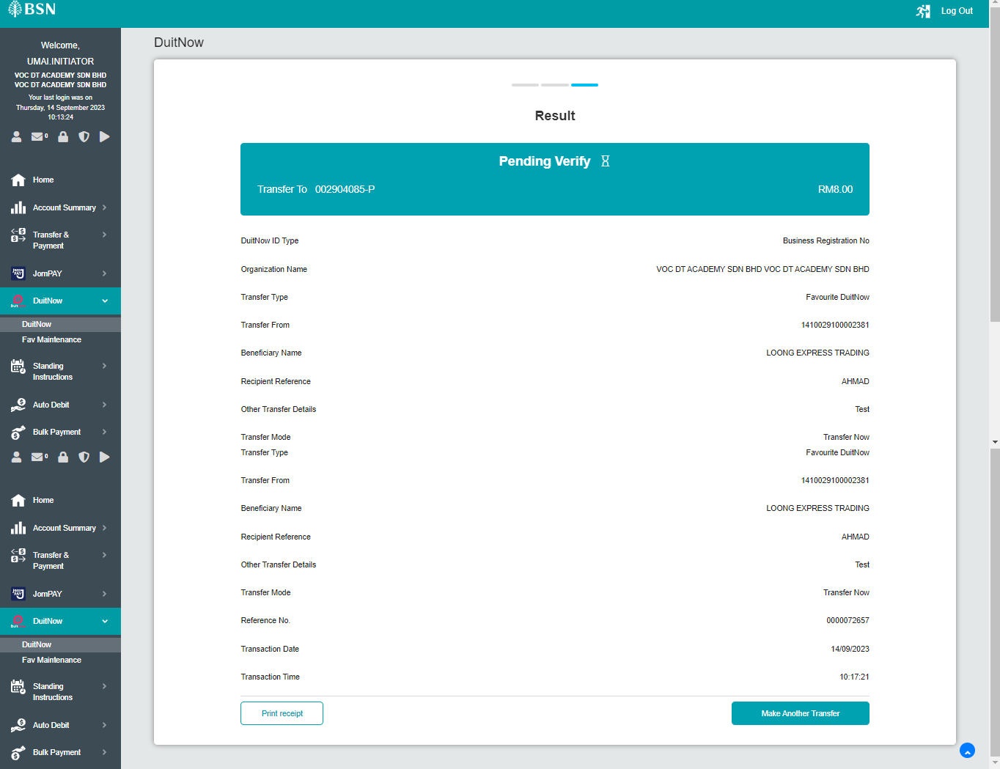 BSN
Log Out
Welcome,
UMAI.INITIATOR
VOC DT ACADEMY SDN BHD
VOC DT ACADEMY SDN BHD
Your last login was on
Thursday, 14 September 2023
10:13:24
0
Home
Account Summary
Transfer &
Payment
JomPAY
DuitNow
DuitNow
Fav Maintenance
Standing
Instructions
Auto Debit
Bulk Payment
0
Home
Account Summary
Transfer &
Payment
JomPAY
DuitNow
DuitNow
Fav Maintenance
Standing
Instructions
Auto Debit
Bulk Payment
DuitNow
Result
Pending Verify
Transfer To 002904085-P RM8.00
DuitNow ID Type Business Registration No
Organization Name VOC DT ACADEMY SDN BHD VOC DT ACADEMY SDN BHD
Transfer Type Favourite DuitNow
Transfer From 1410029100002381
Beneficiary Name LOONG EXPRESS TRADING
Recipient Reference AHMAD
Other Transfer Details Test
Transfer Mode Transfer Now
Transfer Type Favourite DuitNow
Transfer From 1410029100002381
Beneficiary Name LOONG EXPRESS TRADING
Recipient Reference AHMAD
Other Transfer Details Test
Transfer Mode Transfer Now
Reference No. 0000072657
Transaction Date 14/09/2023
Transaction Time 10:17:21
Print receipt Make Another Transfer